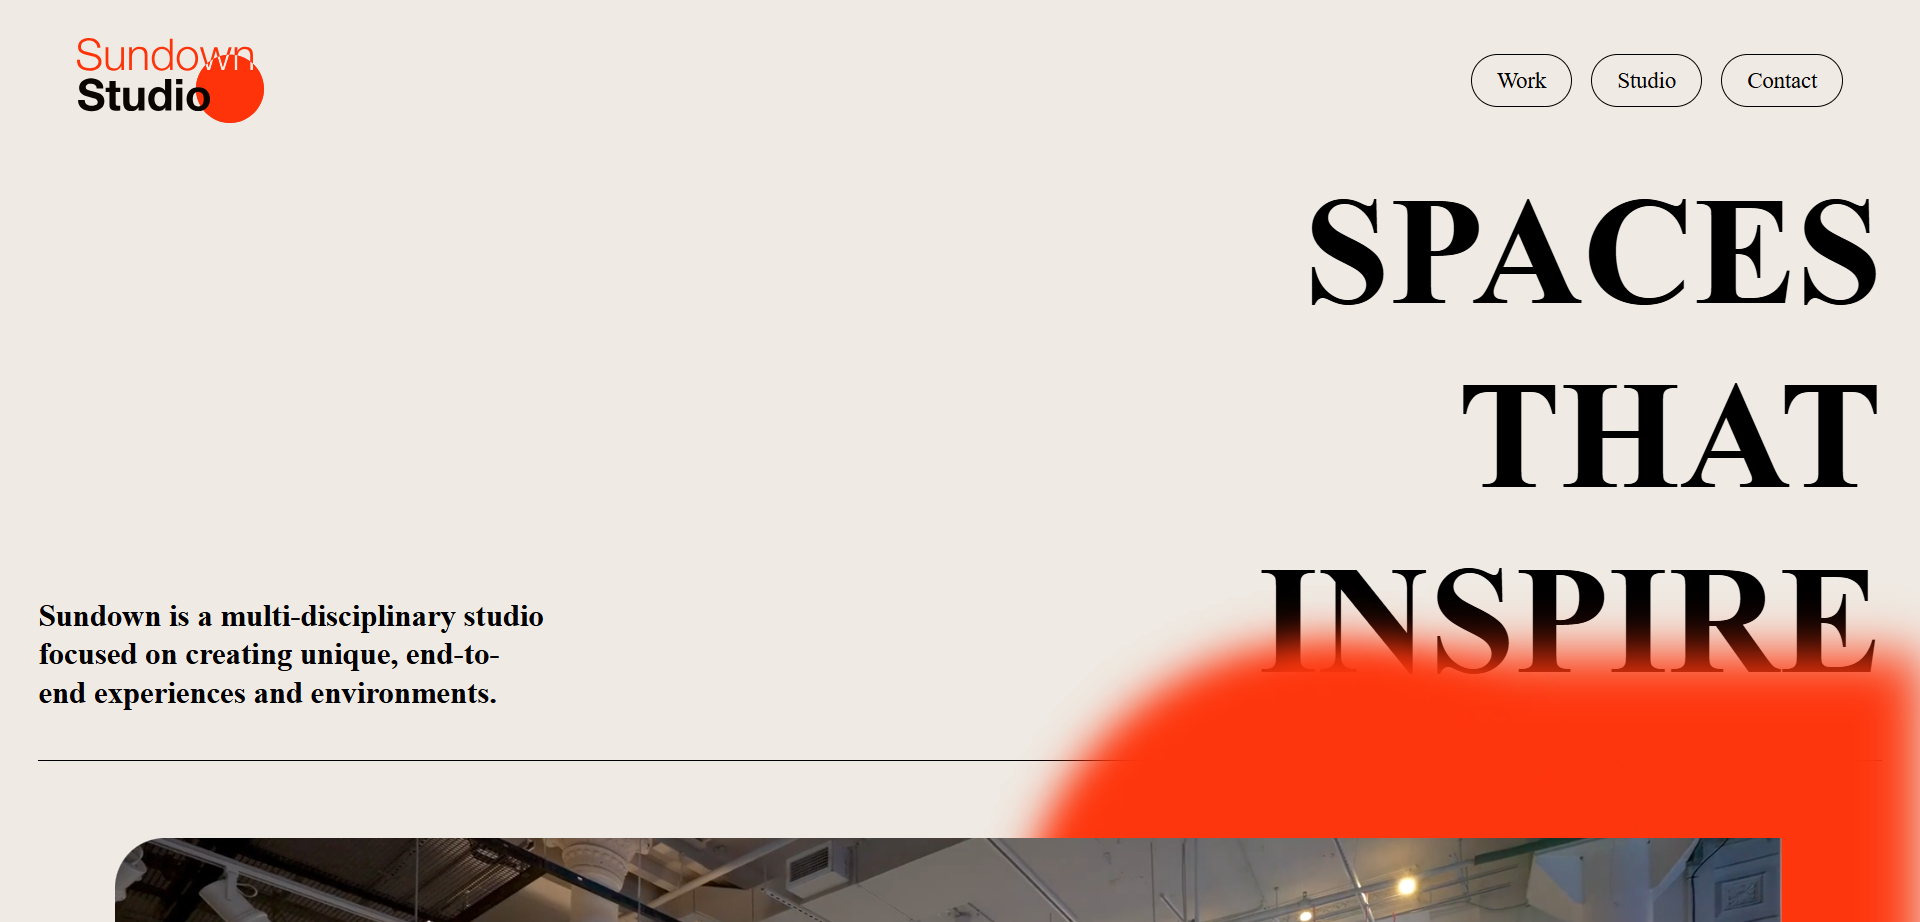 Sundown
Studio
Work
Studio
Contact
SPACES
THAT
INSPIRE
Sundown is a multi-disciplinary studio
focused on creating unique, end-to-
end experiences and environments.